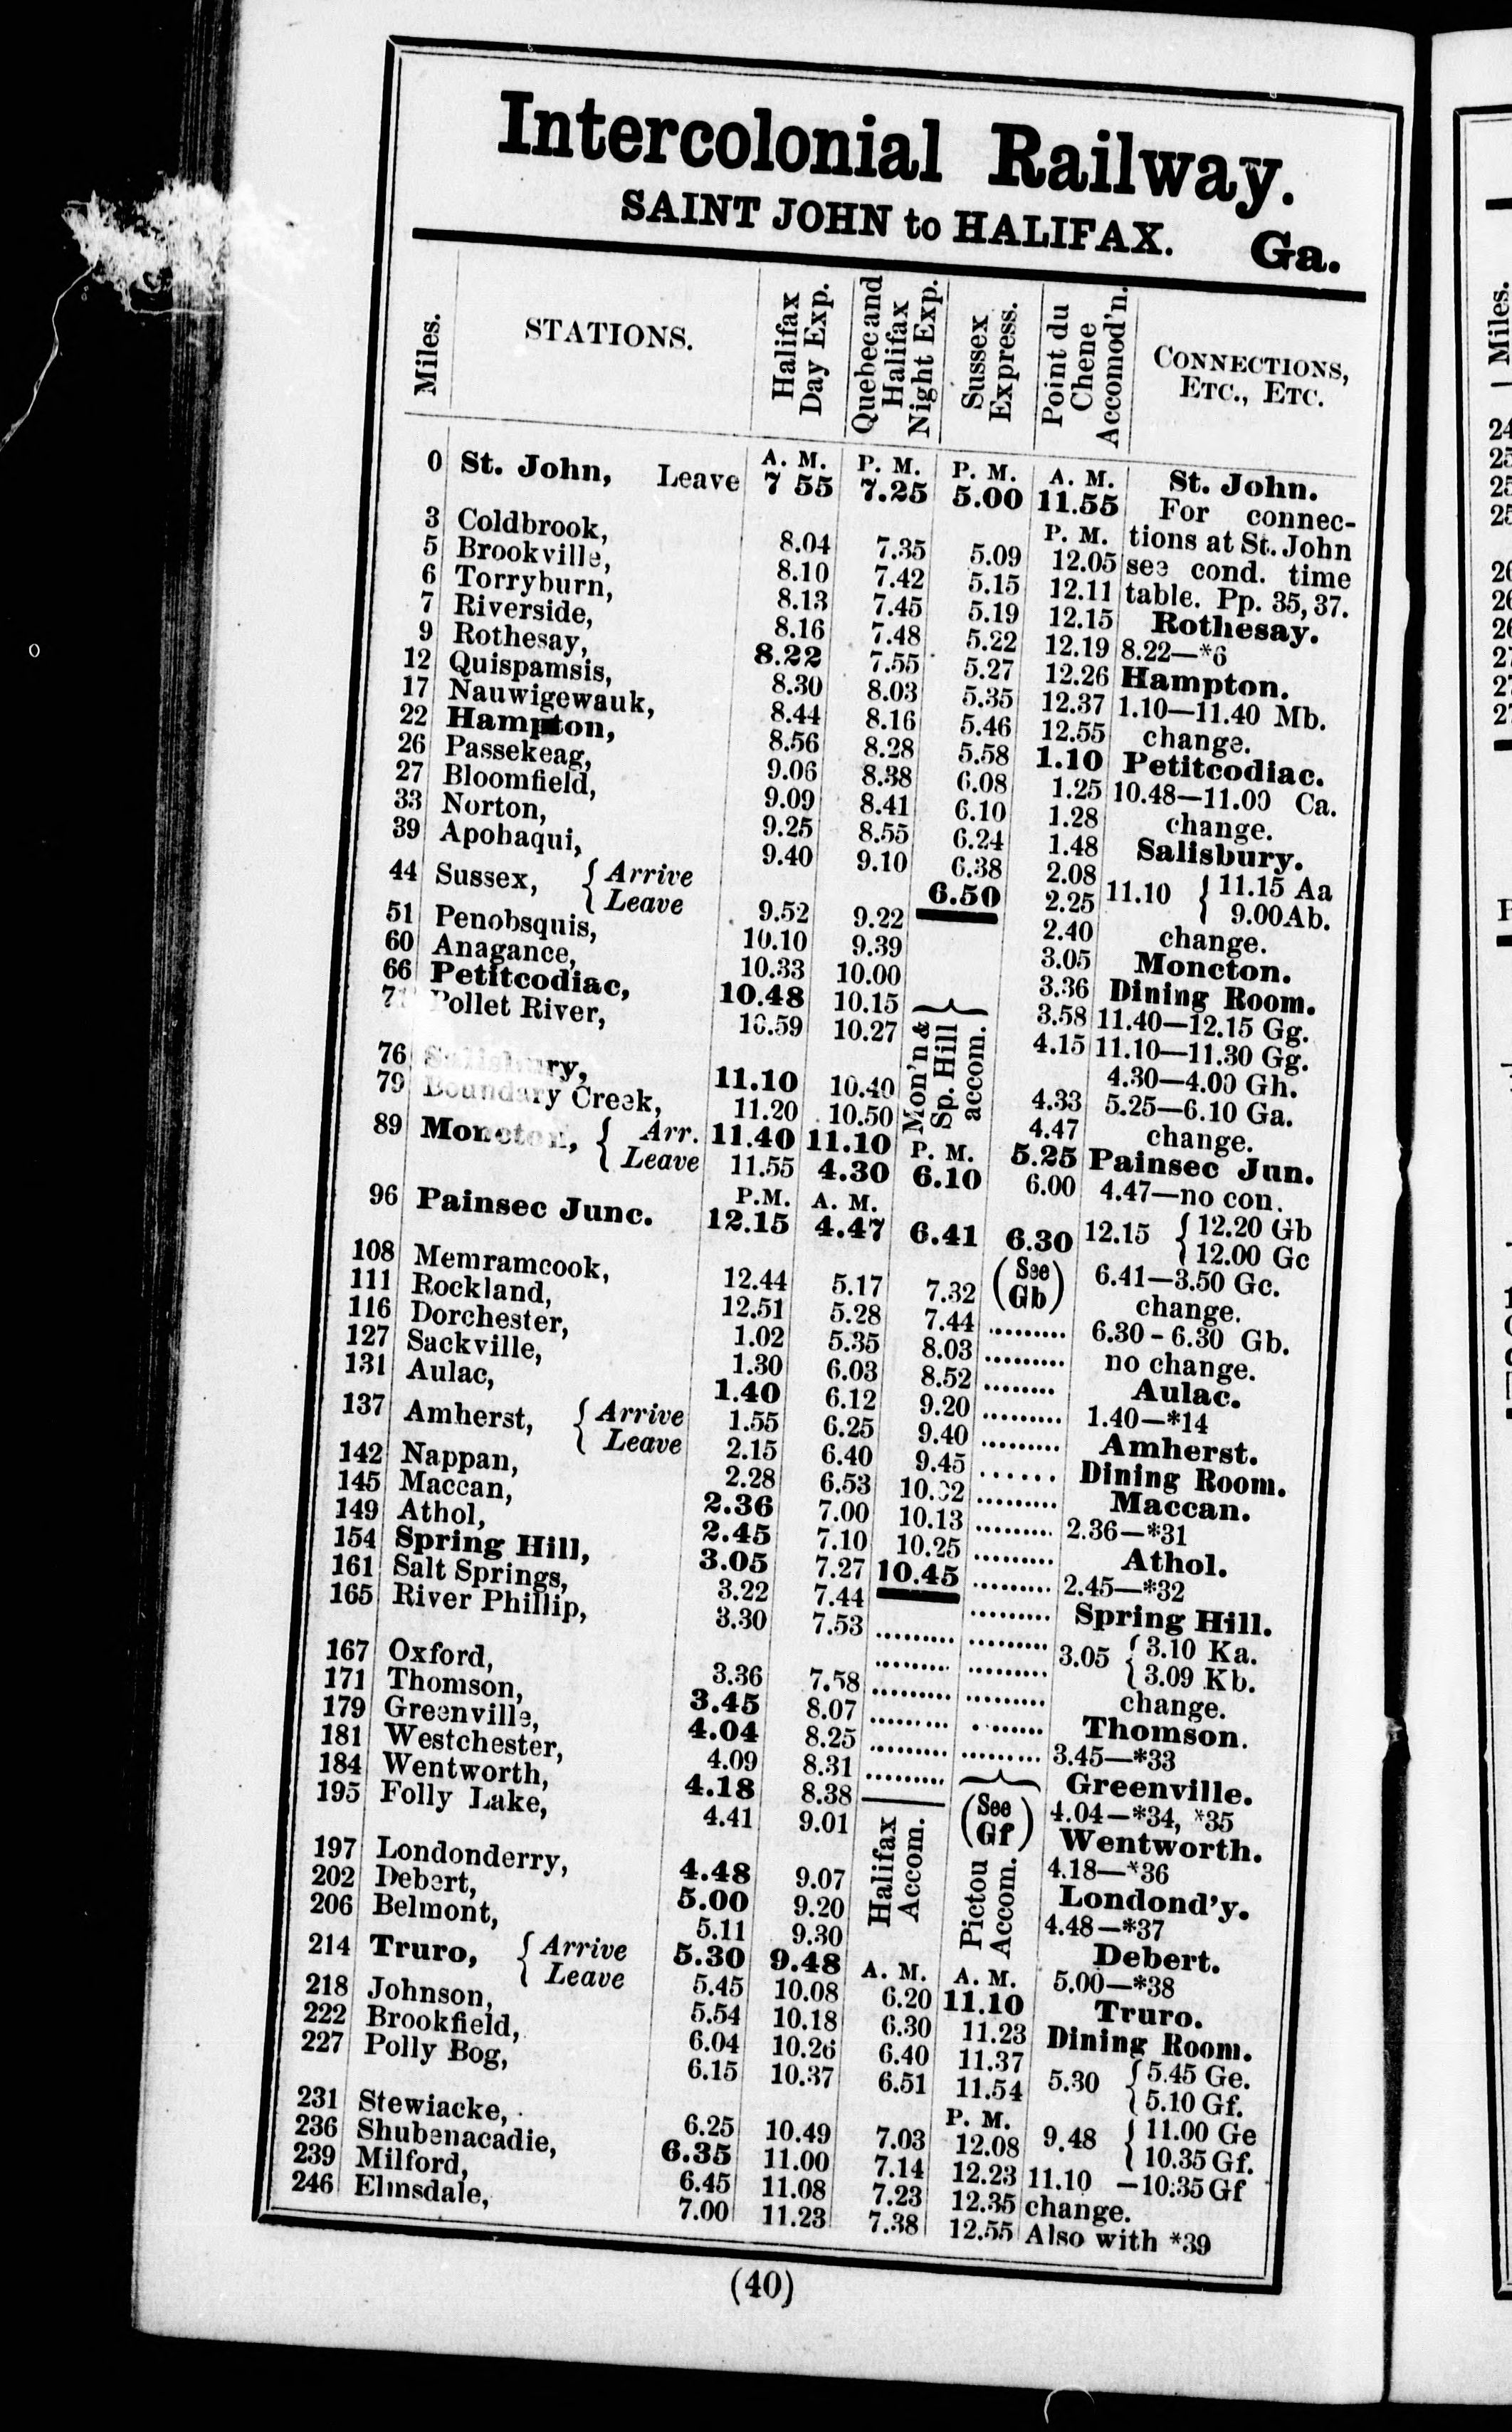 Intercolonial Railway.
SAINT JOHN to HALIFAX. Ga.
Miles. STATIONS. Halifax Day Exp. Quebec and Halifax Night Exp. Sussex Express. Point du Chene Accomod'n. CONNECTIONS, ETC., ETC.
A. M. P. M. P. M. A. M. St. John.
0 St. John, Leave 7 55 7.25 5.00 11.55 For connec-
P. M. tions at St. John
3 Coldbrook, 8.04 7.35 5.09 12.05 see cond. time
5 Brookville, 8.10 7.42 5.15 12.11 table. Pp. 35, 37.
6 Torryburn, 8.13 7.45 5.19 12.15 Rothesay.
7 Riverside, 8.16 7.48 5.22 12.19 8.22—*6
9 Rothesay, 8.22 7.55 5.27 12.26 Hampton.
12 Quispamsis, 8.30 8.03 5.35 12.37 1.10—11.40 Mb.
17 Nauwigewauk, 8.44 8.16 5.46 12.55 change.
22 Hampton, 8.56 8.28 5.58 1.10 Petitcodiac.
26 Passekeag, 9.06 8.38 6.08 1.25 10.48—11.00 Ca.
27 Bloomfield, 9.09 8.41 6.10 1.28 change.
33 Norton, 9.25 8.55 6.24 1.48 Salisbury.
39 Apohaqui, 9.40 9.10 6.38 2.08 11.10 { 11.15 Aa
44 Sussex, { Arrive 6.50 2.25 9.00 Ab.
Leave 9.52 9.22 2.40 change.
51 Penobsquis, 10.10 9.39 3.05 Moncton.
60 Anagance, 10.33 10.00 3.36 Dining Room.
66 Petitcodiac, 10.48 10.15 3.58 11.40—12.15 Gg.
Pollet River, 10.59 10.27 Mon'n & Sp. Hill accom. 4.15 11.10—11.30 Gg.
4.30—4.00 Gh.
76 Salisbury, 11.10 10.40 4.33 5.25—6.10 Ga.
79 Boundary Creek, 11.20 10.50 4.47 change.
89 Moncton, { Arr. 11.40 11.10 P. M. 5.25 Painsec Jun.
Leave 11.55 4.30 6.10 6.00 4.47—no con.
P.M. A. M.
96 Painsec Junc. 12.15 4.47 6.41 6.30 12.15 { 12.20 Gb
12.00 Gc
108 Memramcook, 12.44 5.17 7.32 (See Gb) 6.41—3.50 Gc.
change.
111 Rockland, 12.51 5.28 7.44 ......... 6.30 - 6.30 Gb.
116 Dorchester, 1.02 5.35 8.03 ......... no change.
127 Sackville, 1.30 6.03 8.52 ........ Aulac.
131 Aulac, 1.40 6.12 9.20 ......... 1.40—*14
137 Amherst, { Arrive 1.55 6.25 9.40 ......... Amherst.
Leave 2.15 6.40 9.45 ...... Dining Room.
142 Nappan, 2.28 6.53 10.02 ......... Maccan.
145 Maccan, 2.36 7.00 10.13 ......... 2.36—*31
149 Athol, 2.45 7.10 10.25 ......... Athol.
154 Spring Hill, 3.05 7.27 10.45 ......... 2.45—*32
161 Salt Springs, 3.22 7.44 ......... Spring Hill.
165 River Phillip, 3.30 7.53 ......... ......... 3.05 { 3.10 Ka.
......... ......... 3.09 Kb.
167 Oxford, 3.36 7.58 ......... ......... change.
171 Thomson, 3.45 8.07 ......... ........ Thomson.
179 Greenville, 4.04 8.25 ......... ......... 3.45—*33
181 Westchester, 4.09 8.31 ......... Greenville.
184 Wentworth, 4.18 8.38 (See Gf) 4.04—*34, *35
195 Folly Lake, 4.41 9.01 Halifax Accom. Pictou Accom. Wentworth.
4.18—*36
197 Londonderry, 4.48 9.07 Londond'y.
202 Debert, 5.00 9.20 4.48—*37
206 Belmont, 5.11 9.30 Debert.
214 Truro, { Arrive 5.30 9.48 A. M. A. M. 5.00—*38
Leave 5.45 10.08 6.20 11.10 Truro.
218 Johnson, 5.54 10.18 6.30 11.23 Dining Room.
222 Brookfield, 6.04 10.26 6.40 11.37 5.30 { 5.45 Ge.
227 Polly Bog, 6.15 10.37 6.51 11.54 5.10 Gf.
P. M.
231 Stewiacke, 6.25 10.49 7.03 12.08 9.48 { 11.00 Ge
10.35 Gf.
236 Shubenacadie, 6.35 11.00 7.14 12.23 11.10 —10:35 Gf
239 Milford, 6.45 11.08 7.23 12.35 change.
246 Elmsdale, 7.00 11.23 7.38 12.55 Also with *39
(40)
Miles.